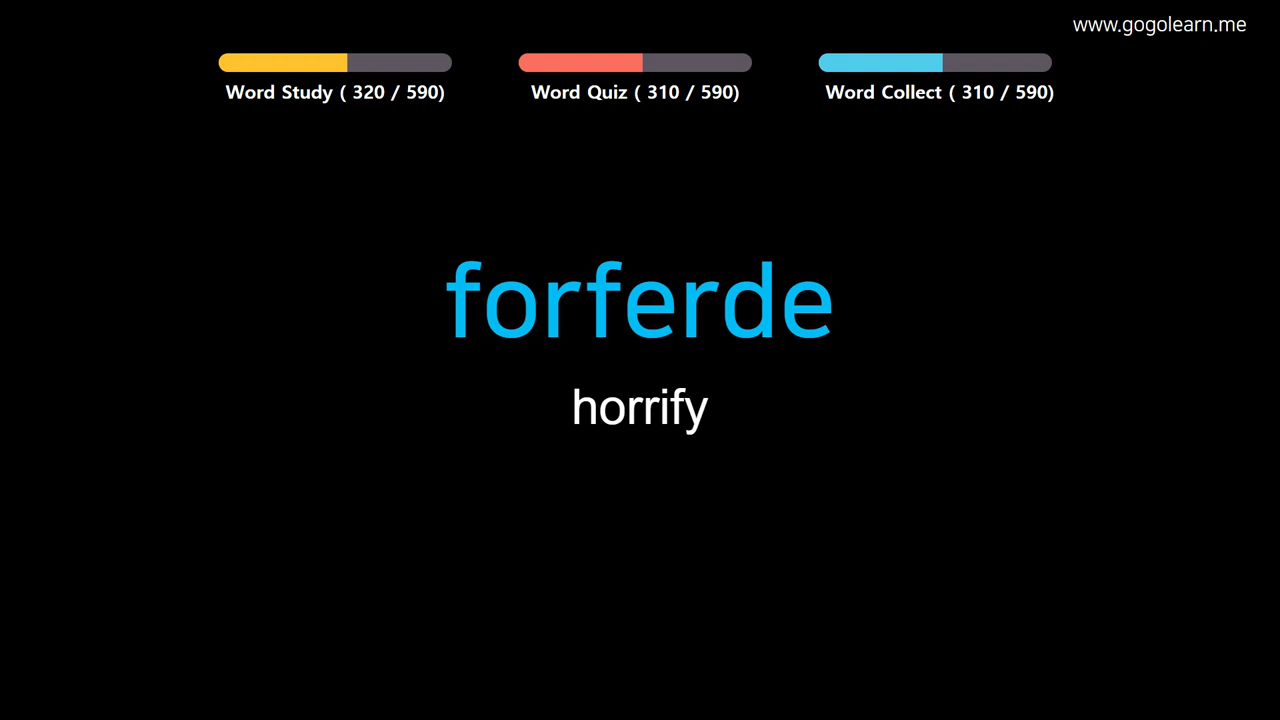 www.gogolearn.me
Word Study ( 320 / 590)
Word Quiz ( 310 / 590)
Word Collect ( 310 / 590)
forferde
horrify